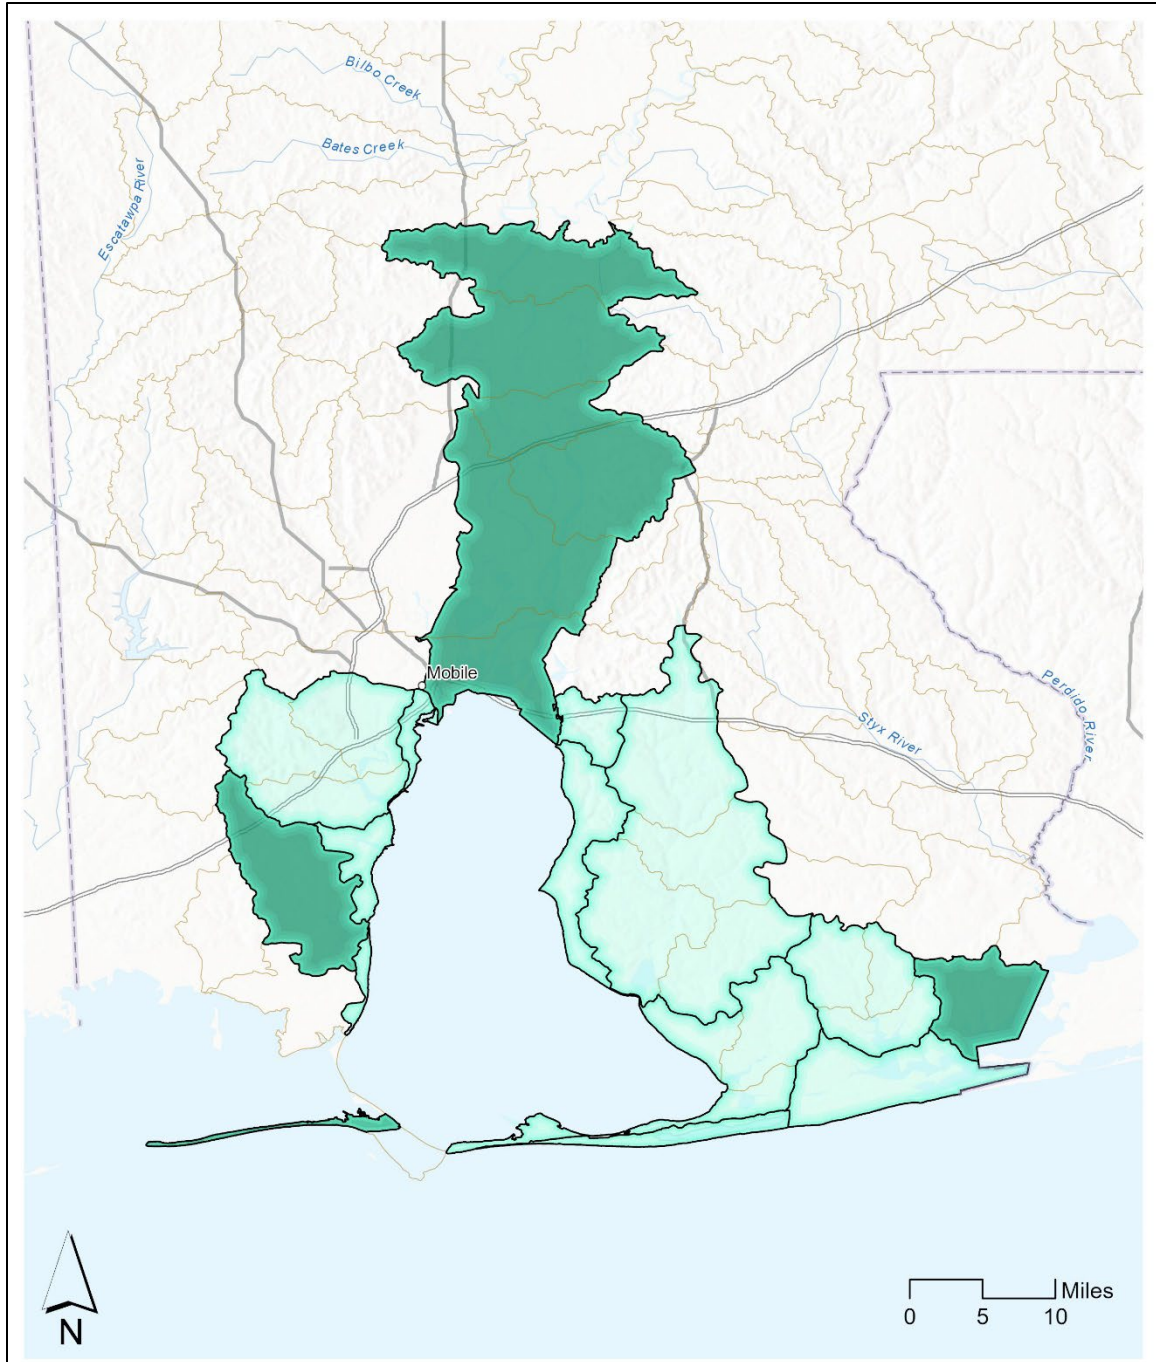 Bilbo Creek
Bates Creek
Escatawpa River
Mobile
Perdido River
Styx River
N
Miles
0 5 10